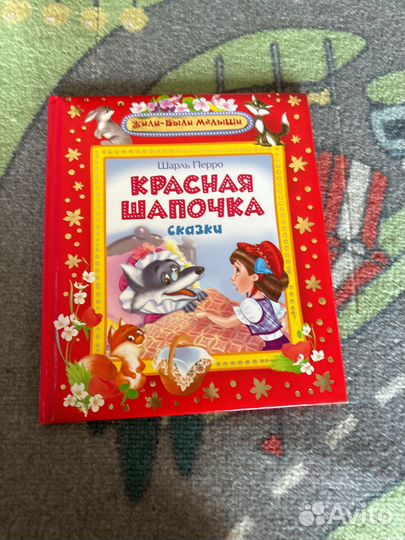 Жили-были малыши
Шарль Перро
КРАСНАЯ
ШАПОЧКА
сказки
Avito